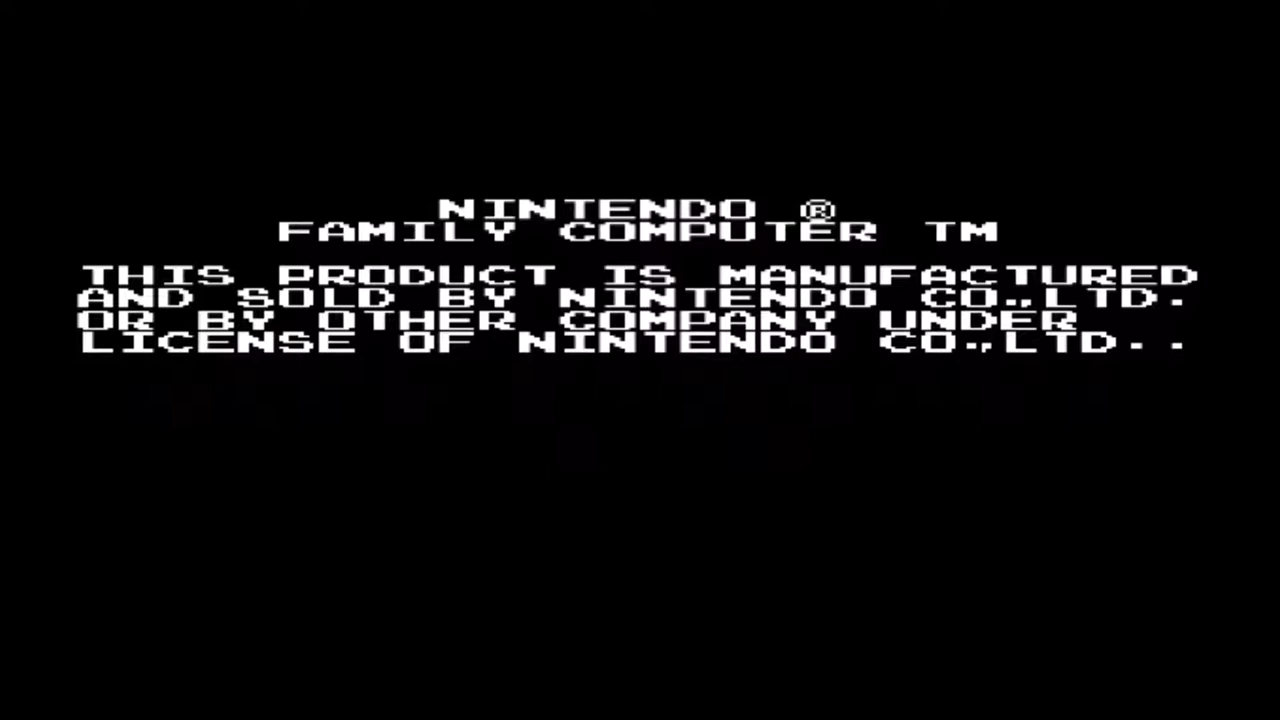 NINTENDO ®
FAMILY COMPUTER TM
THIS PRODUCT IS MANUFACTURED
AND SOLD BY NINTENDO CO.,LTD.
OR BY OTHER COMPANY UNDER
LICENSE OF NINTENDO CO.,LTD..